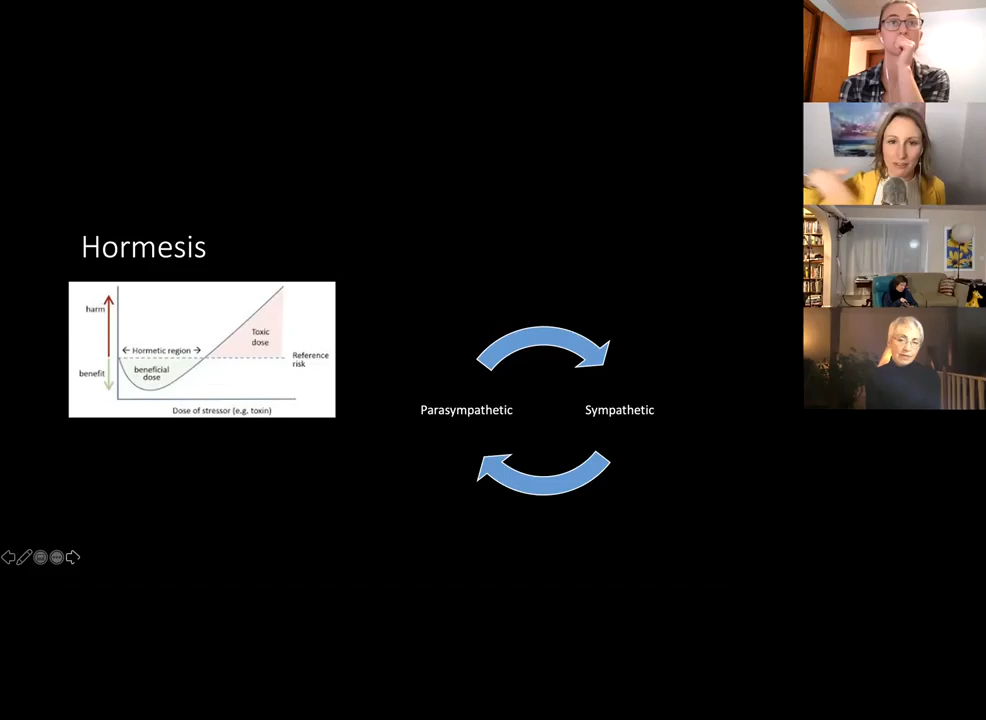 Hormesis
harm
Toxic
dose
← Hormetic region →
Reference
risk
benefit
beneficial
dose
Dose of stressor (e.g. toxin)
Parasympathetic
Sympathetic